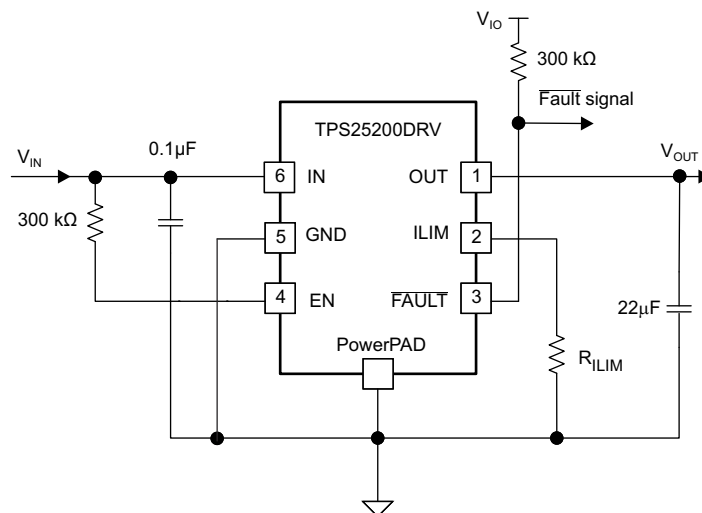 V_IO
300 kΩ
Fault signal
TPS25200DRV
V_IN
0.1µF
6 IN
OUT 1
V_OUT
300 kΩ
5 GND
ILIM 2
4 EN
FAULT 3
22µF
PowerPAD
R_ILIM